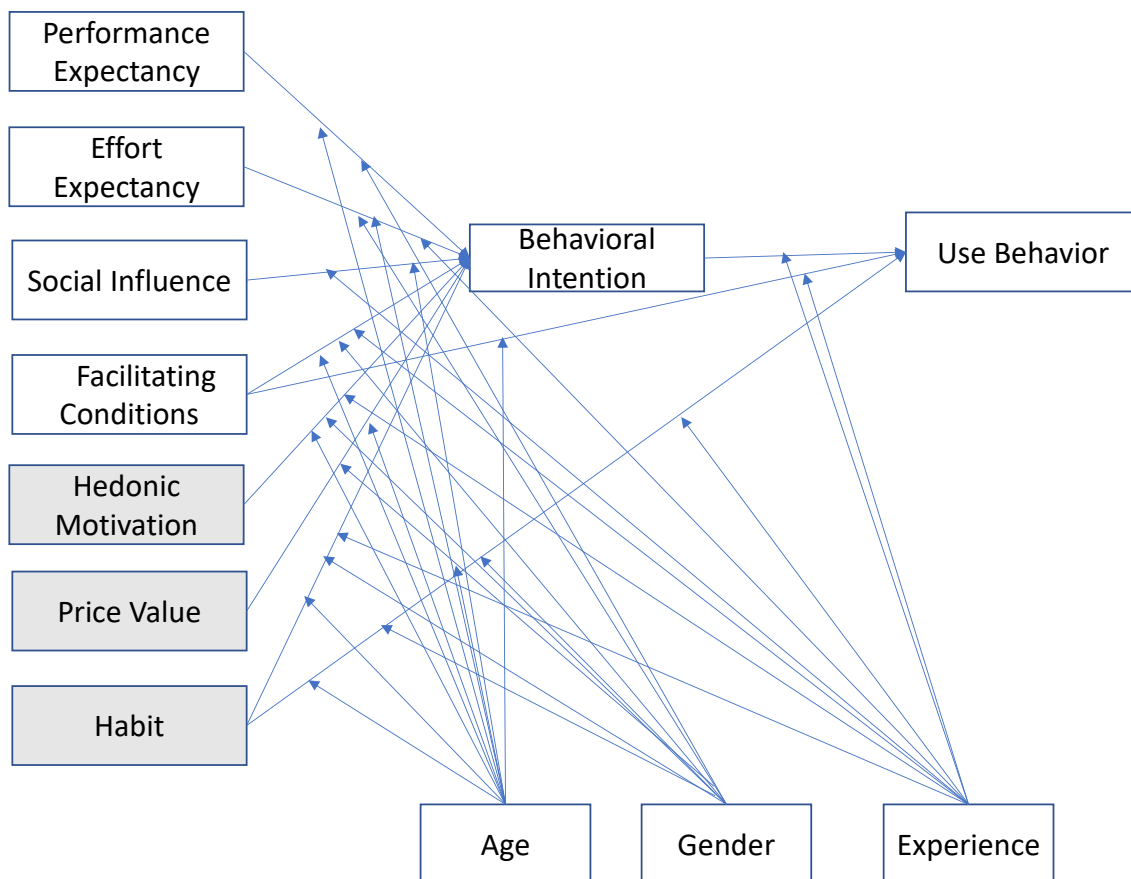 Performance
Expectancy
Effort
Expectancy
Social Influence
Facilitating
Conditions
Hedonic
Motivation
Price Value
Habit
Behavioral
Intention
Use Behavior
Age
Gender
Experience